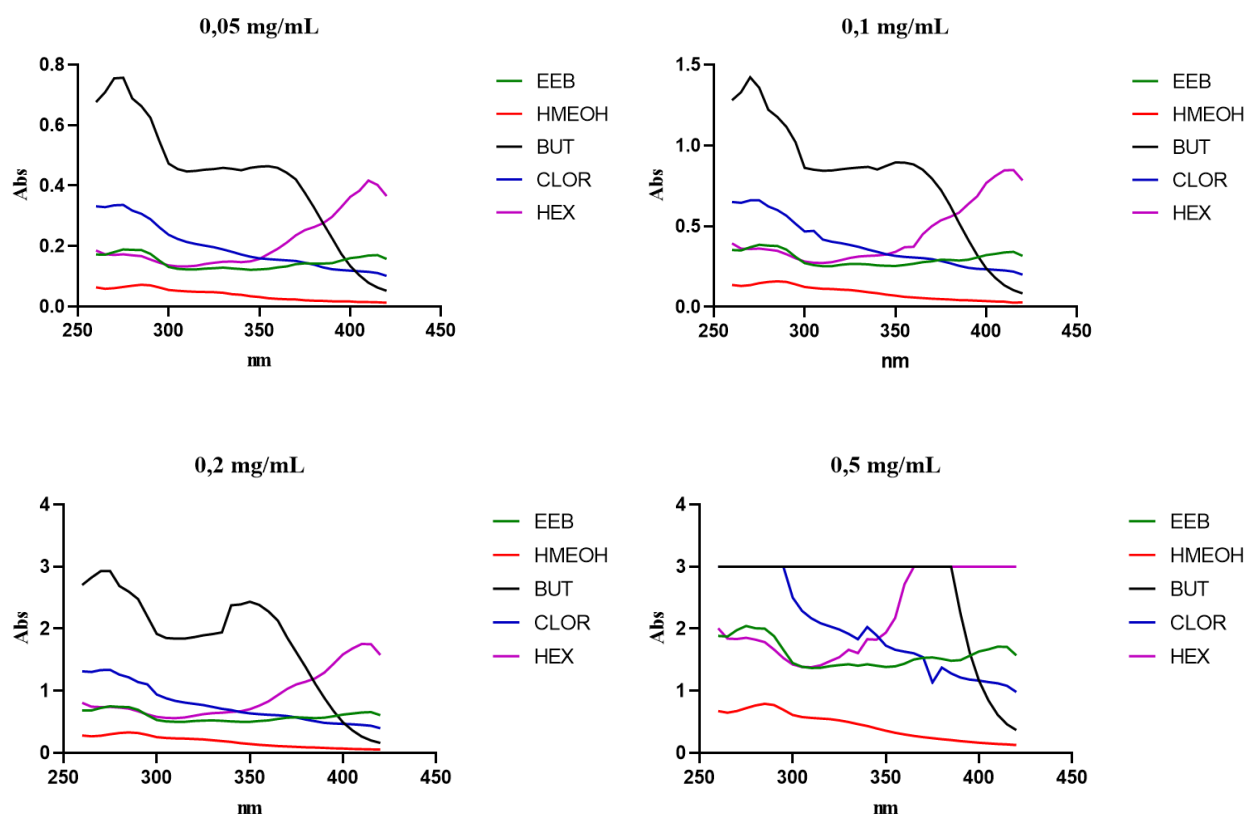 0,05 mg/mL
Abs
0.8
0.6
0.4
0.2
0.0
250 300 350 400 450
nm
EEB
HMEOH
BUT
CLOR
HEX
0,1 mg/mL
Abs
1.5
1.0
0.5
0.0
250 300 350 400 450
nm
EEB
HMEOH
BUT
CLOR
HEX
0,2 mg/mL
Abs
4
3
2
1
0
250 300 350 400 450
nm
EEB
HMEOH
BUT
CLOR
HEX
0,5 mg/mL
Abs
4
3
2
1
0
250 300 350 400 450
nm
EEB
HMEOH
BUT
CLOR
HEX